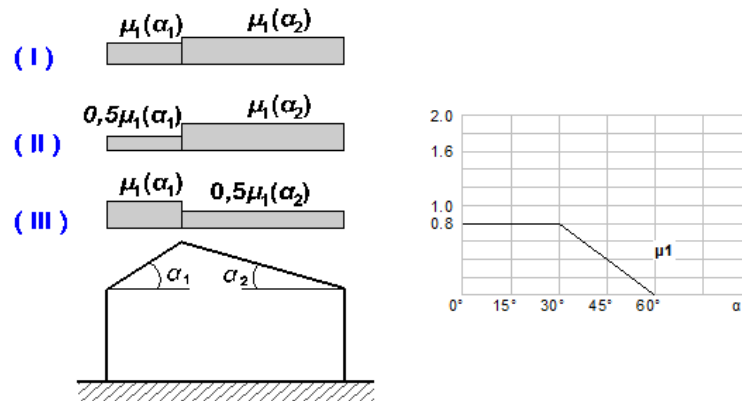 μ₁(α₁) μ₁(α₂)
( I )
0,5μ₁(α₁) μ₁(α₂)
( II )
μ₁(α₁) 0,5μ₁(α₂)
( III )
α₁ α₂
2.0
1.6
1.0
0.8
μ1
0° 15° 30° 45° 60° α